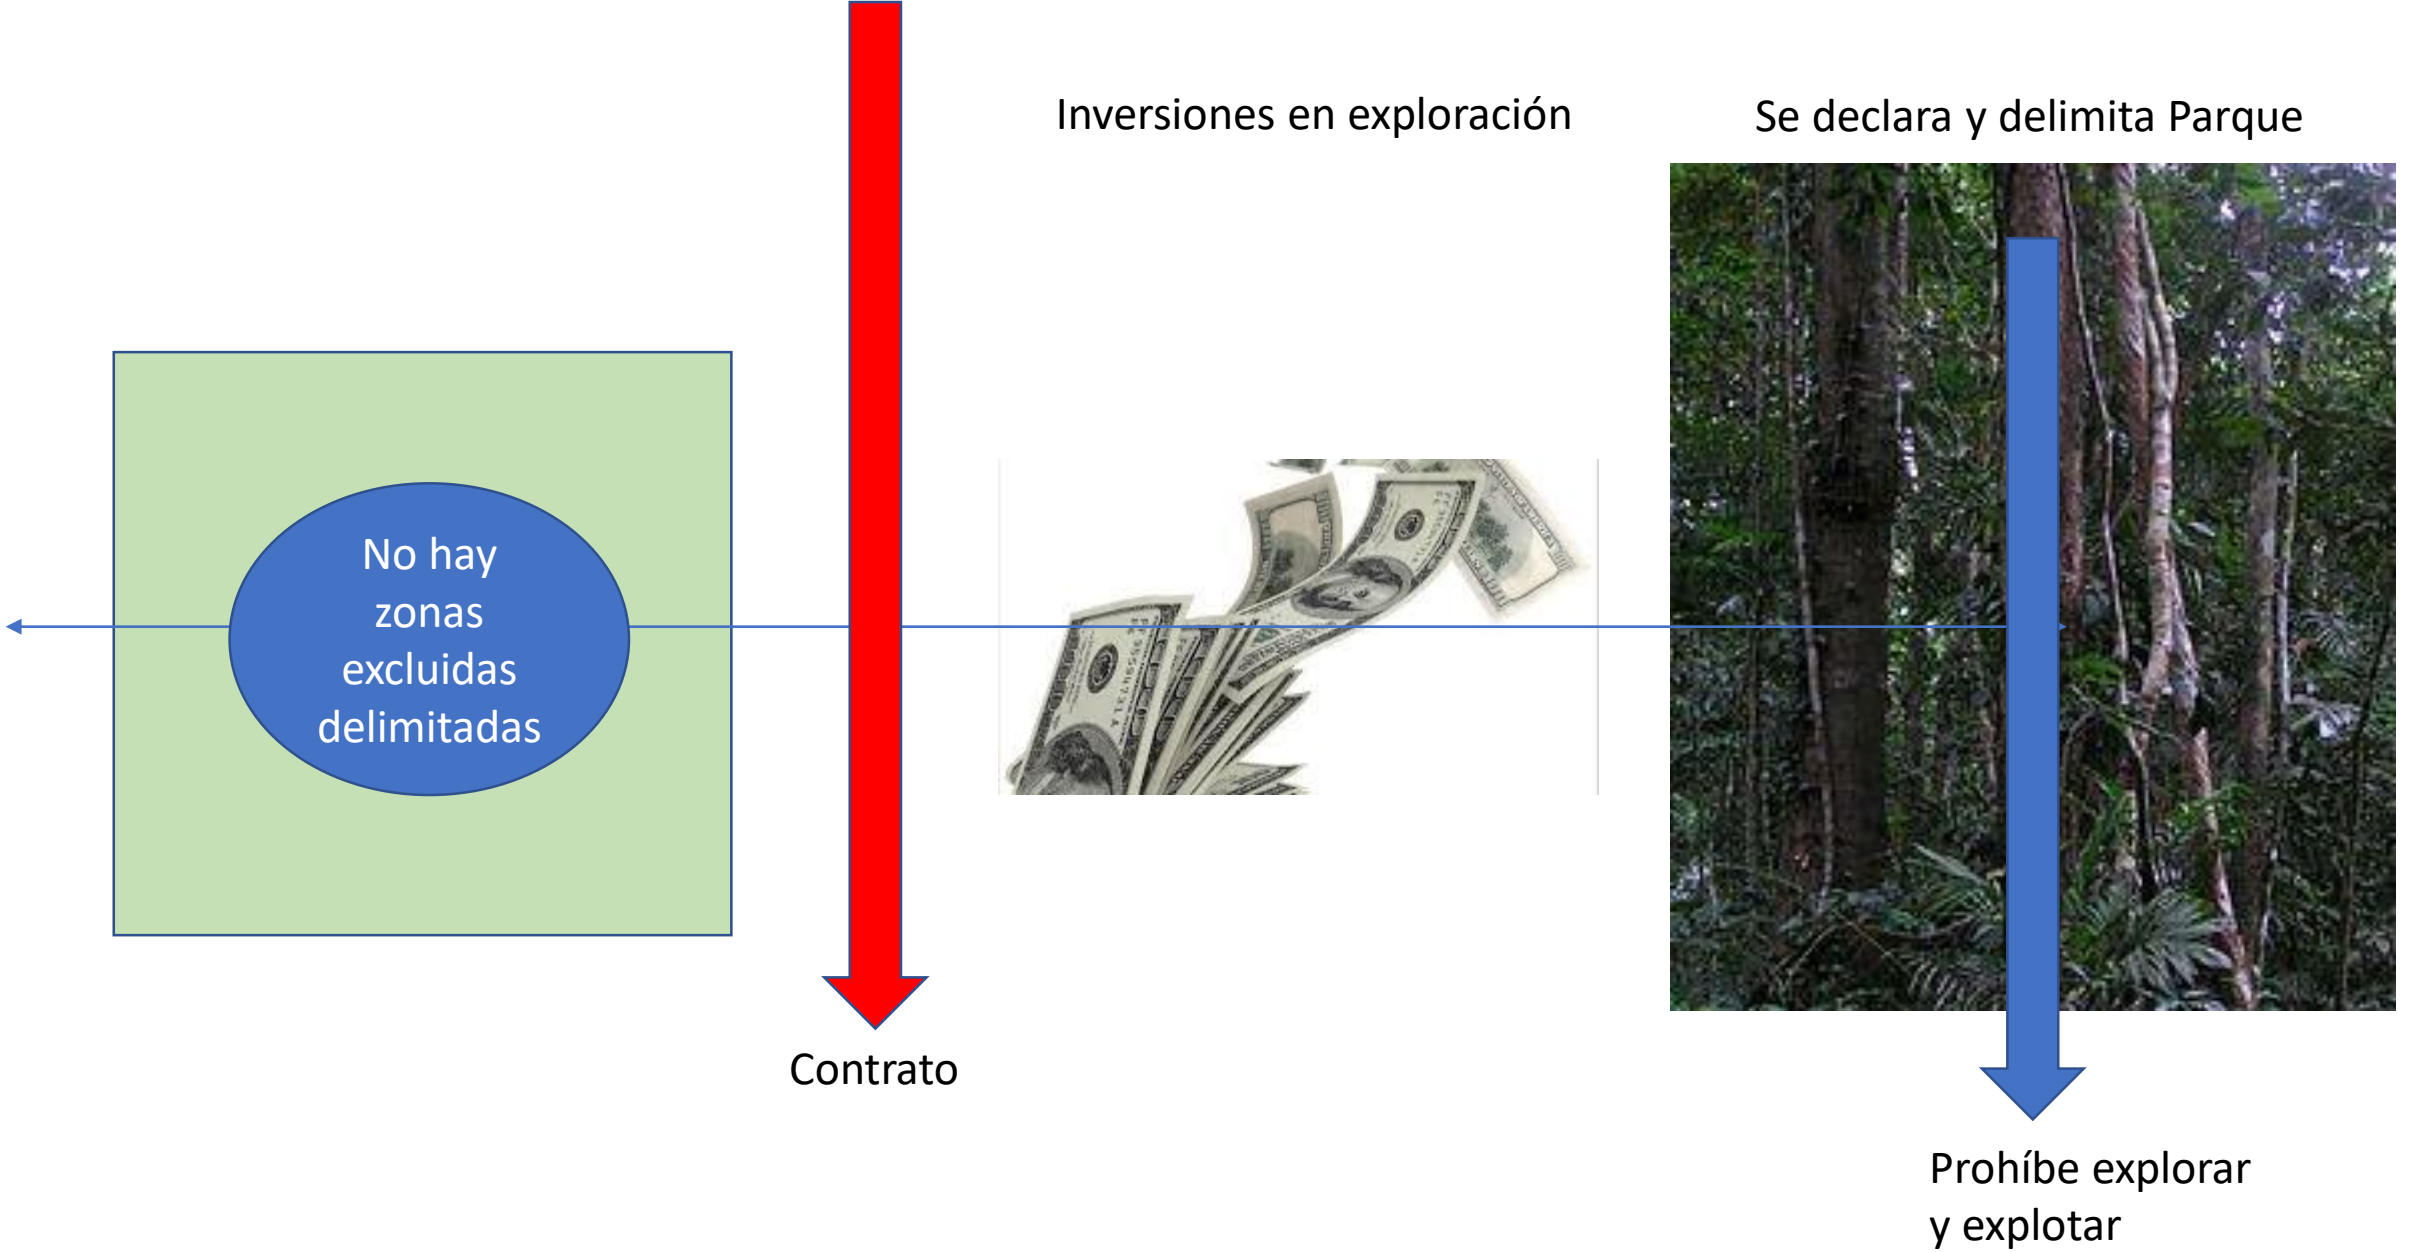 Inversiones en exploración
Se declara y delimita Parque
No hay
zonas
excluidas
delimitadas
Contrato
Prohíbe explorar
y explotar